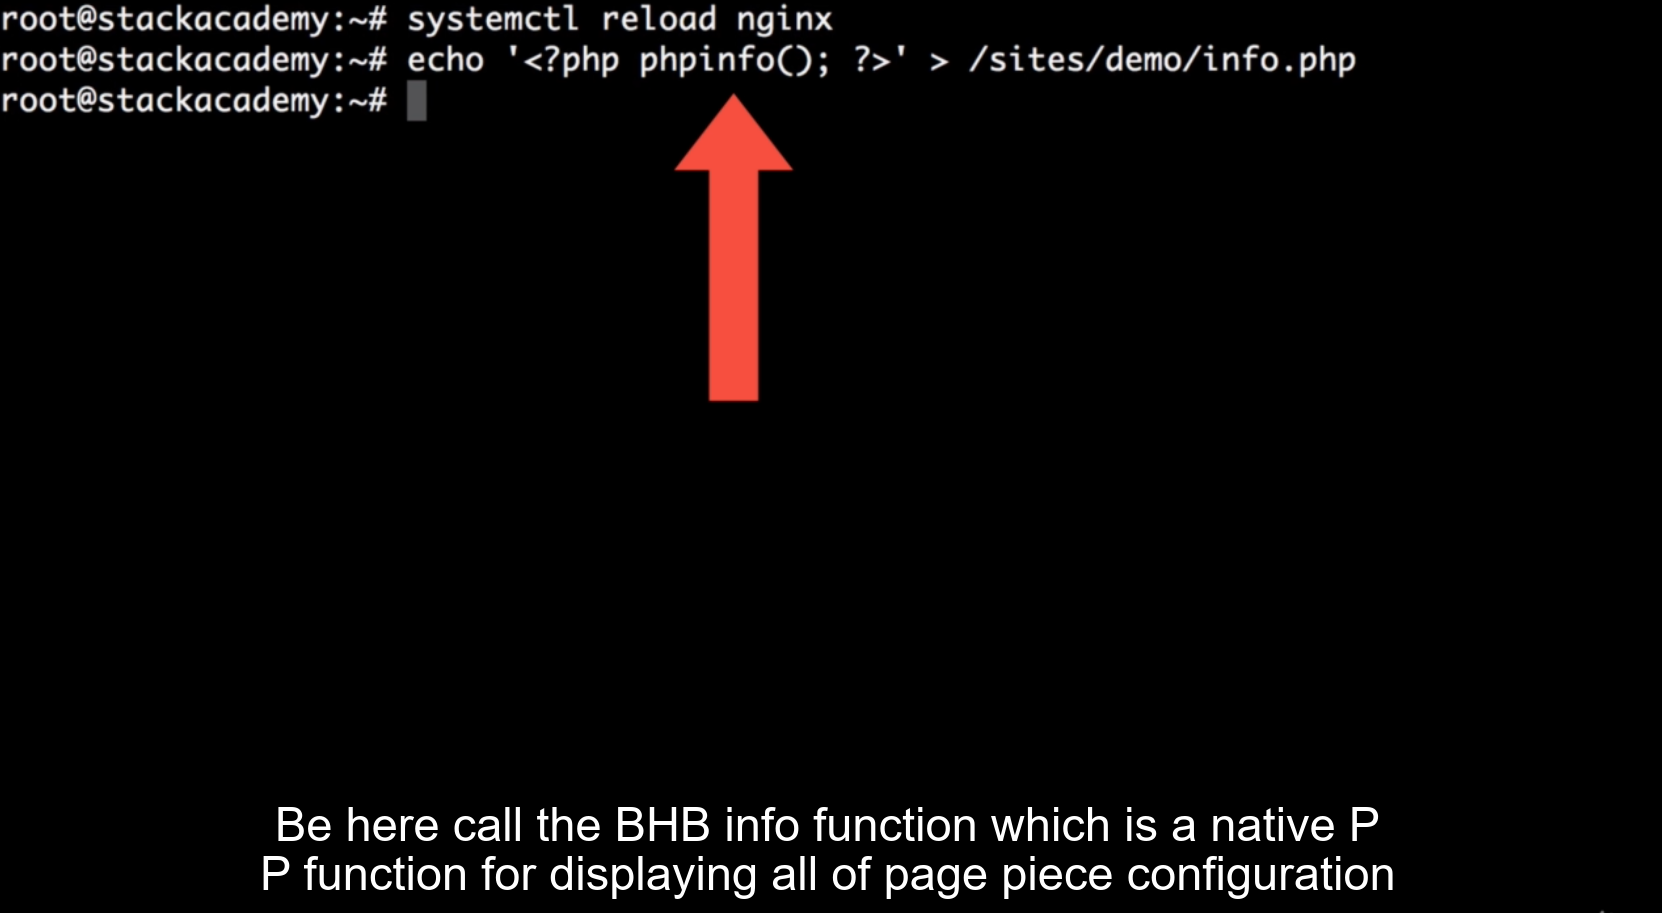 root@stackacademy:~# systemctl reload nginx
root@stackacademy:~# echo '<?php phpinfo(); ?>' > /sites/demo/info.php
root@stackacademy:~#
Be here call the BHB info function which is a native P
P function for displaying all of page piece configuration